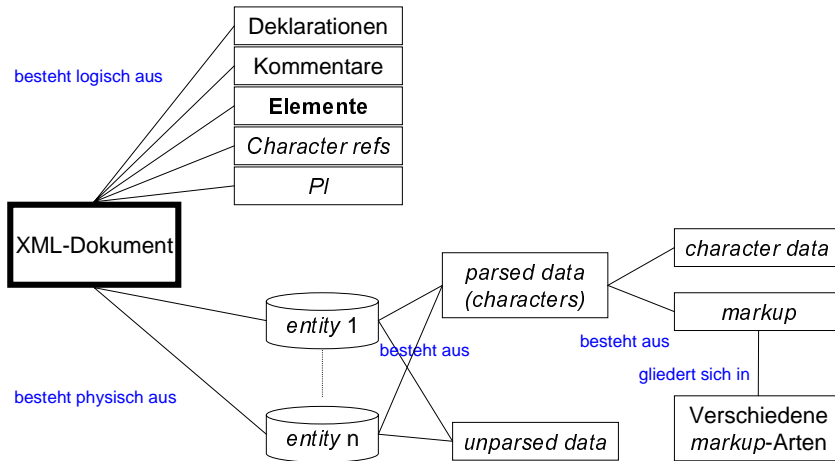 Deklarationen
besteht logisch aus
Kommentare
Elemente
Character refs
PI
XML-Dokument
character data
parsed data
(characters)
entity 1
markup
besteht aus
besteht aus
gliedert sich in
besteht physisch aus
entity n
unparsed data
Verschiedene
markup-Arten